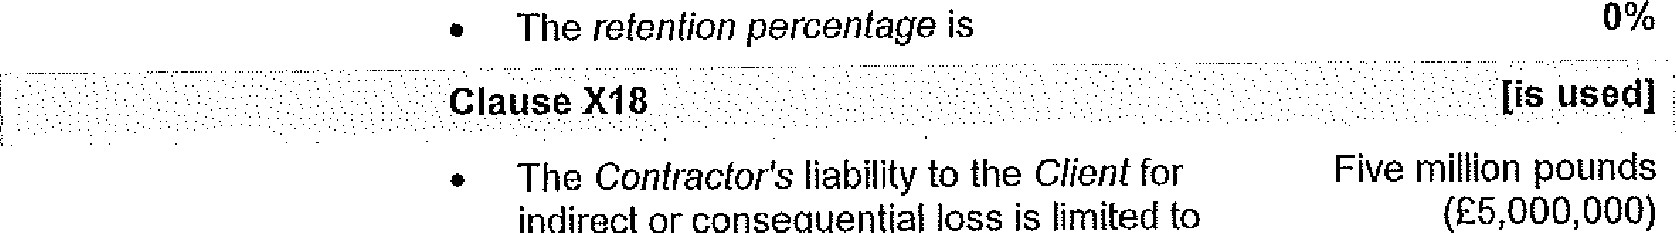 • The retention percentage is 0%
Clause X18 [is used]
• The Contractor's liability to the Client for Five million pounds
indirect or consequential loss is limited to (£5,000,000)